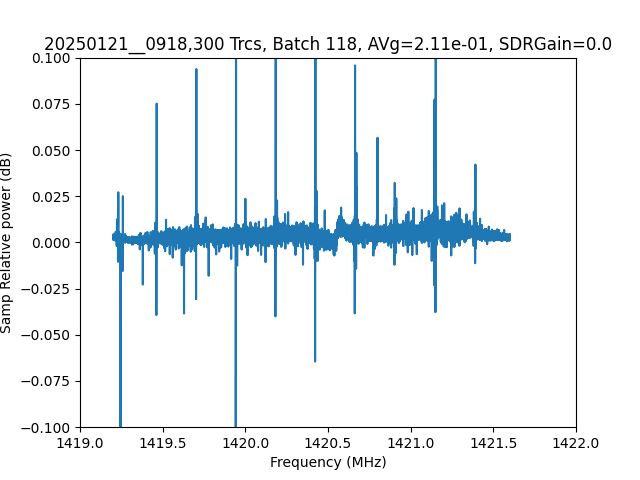 20250121__0918,300 Trcs, Batch 118, AVg=2.11e-01, SDRGain=0.0
0.100
0.075
0.050
0.025
0.000
−0.025
−0.050
−0.075
−0.100
Samp Relative power (dB)
1419.0 1419.5 1420.0 1420.5 1421.0 1421.5 1422.0
Frequency (MHz)